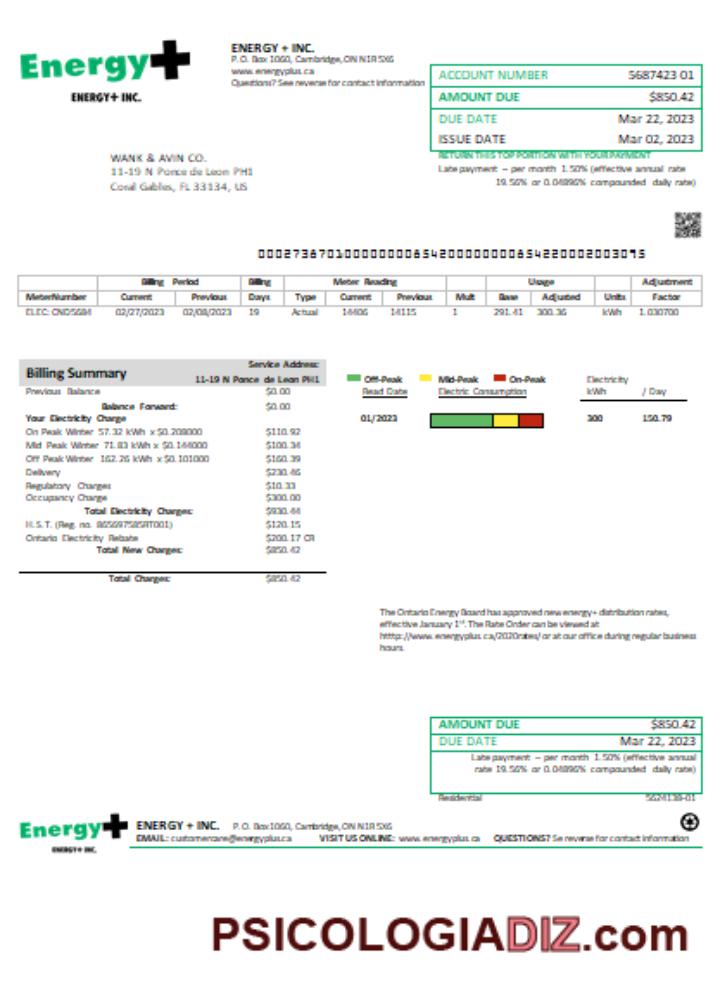 Energy+
ENERGY+ INC.
ENERGY + INC.
P. O. Box 1060, Cambridge, ON N1R 5X6
www.energyplus.ca
Questions? See reverse for contact information
ACCOUNT NUMBER 5687423 01
AMOUNT DUE $850.42
DUE DATE Mar 22, 2023
ISSUE DATE Mar 02, 2023
RETURN THIS TOP PORTION WITH YOUR PAYMENT
Late payment – per month 1.50% (effective annual rate
19.56% or 0.04896% compounded daily rate)
WANK & AVIN CO.
11-19 N Ponce de Leon PH1
Coral Gables, FL 33134, US
Billing Period Billing Meter Reading Usage Adjustment
MeterNumber Current Previous Days Type Current Previous Mult Base Adjusted Units Factor
02/27/2023 02/08/2023 19 Actual 14406 14115 1 291.41 300.36 kWh 1.030700
Billing Summary
Service Address:
11-19 N Ponce de Leon PH1
Previous Balance $0.00
Balance Forward: $0.00
Your Electricity Charge
On Peak Winter 57.32 kWh x $0.208000 $110.92
Mid Peak Winter 71.83 kWh x $0.144000 $100.34
Off Peak Winter 162.26 kWh x $0.101000 $160.39
Delivery $230.46
Regulatory Charges $10.33
Occupancy Charge $300.00
Total Electricity Charges: $930.44
H.S.T. (Reg. no. 865697585RT001) $120.15
Ontario Electricity Rebate $200.17 CR
Total New Charges: $850.42
Total Charges: $850.42
Off-Peak Mid-Peak On-Peak
Read Date Electric Consumption
Electricity
kWh / Day
01/2023 300 150.79
The Ontario Energy Board has approved new energy+ distribution rates,
effective January 1st. The Rate Order can be viewed at
htttp://www. energyplus.ca/2020rates/ or at our office during regular business
hours.
AMOUNT DUE $850.42
DUE DATE Mar 22, 2023
Late payment – per month 1.50% (effective annual
rate 19.56% or 0.04896% compounded daily rate)
Residential 5624138-01
Energy+
ENERGY+ INC.
ENERGY + INC. P. O. Box 1060, Cambridge, ON N1R 5X6
EMAIL: customercare@energyplus.ca VISIT US ONLINE: www. energyplus.ca QUESTIONS? Se reverse for contact information
PSICOLOGIADIZ.com